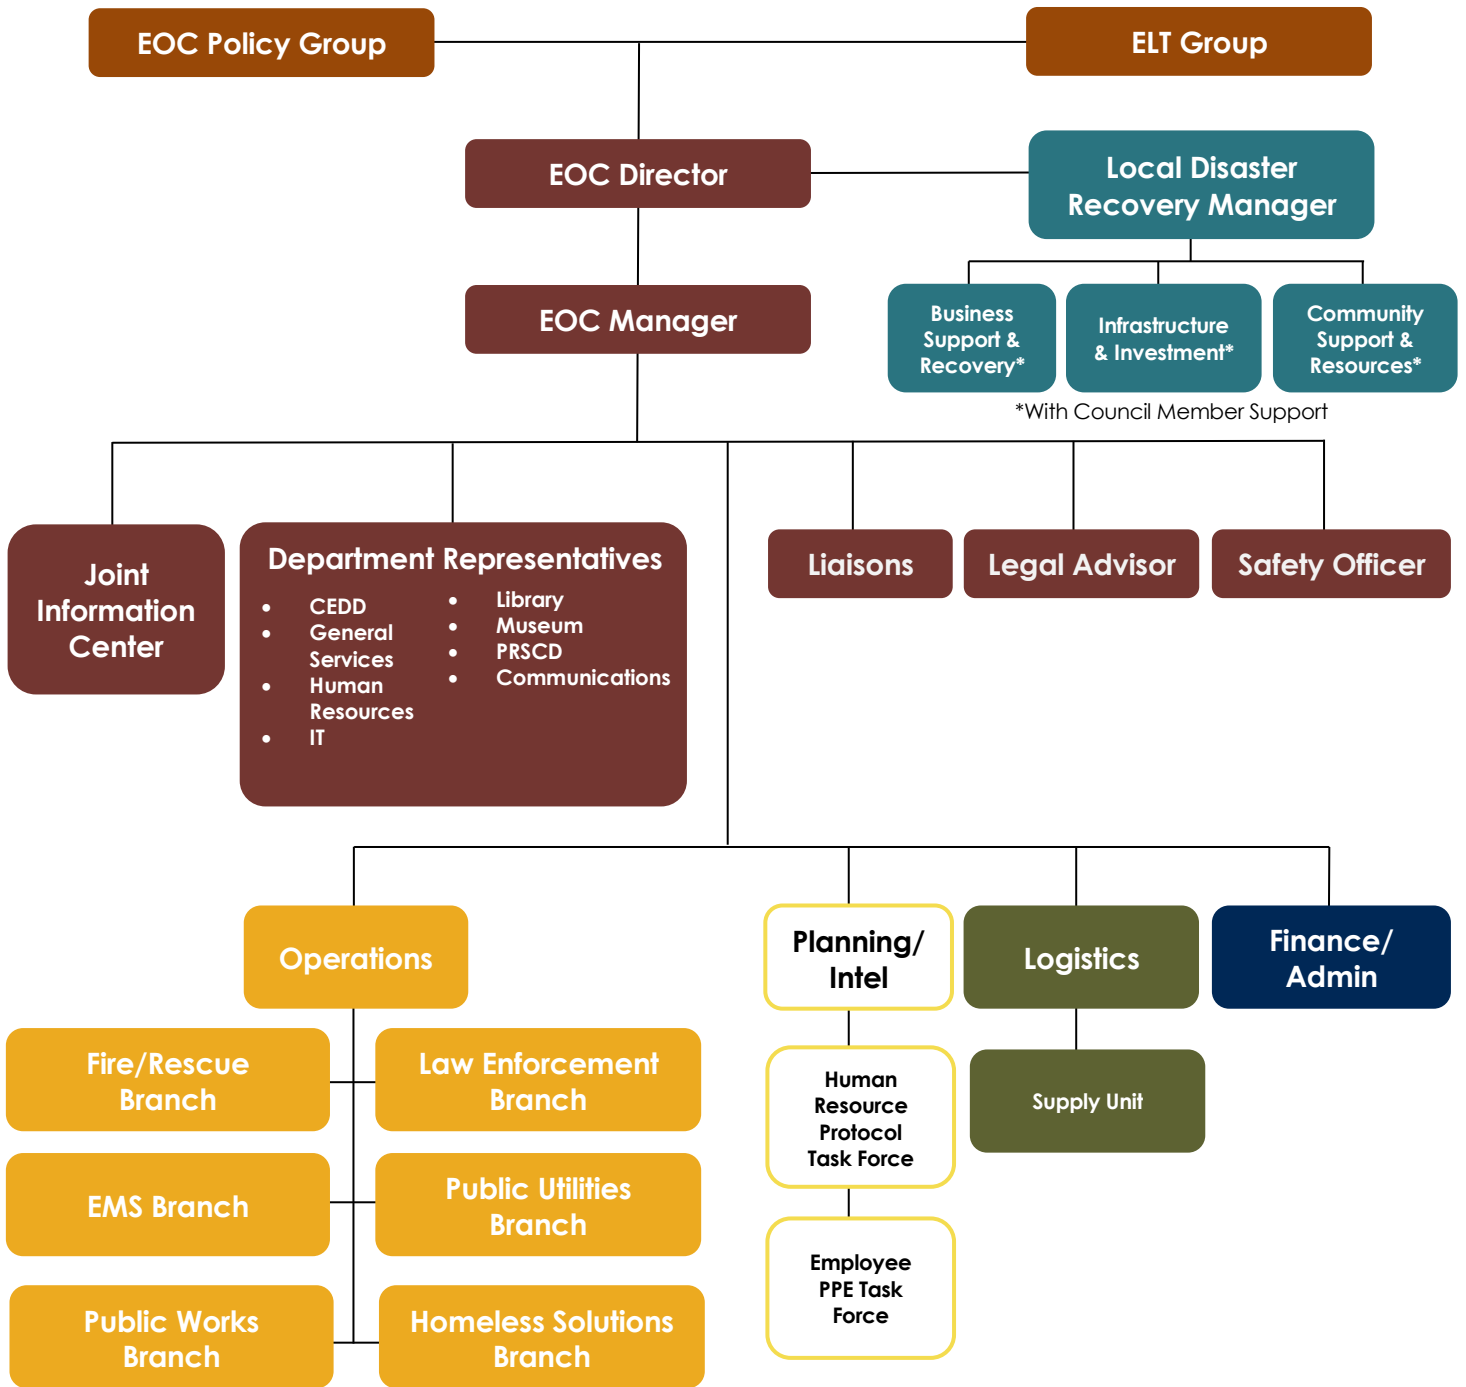 EOC Policy Group
ELT Group
EOC Director
Local Disaster
Recovery Manager
EOC Manager
Business
Support &
Recovery*
Infrastructure
& Investment*
Community
Support &
Resources*
*With Council Member Support
Joint
Information
Center
Department Representatives
• CEDD
• General
Services
• Human
Resources
• IT
• Library
• Museum
• PRSCD
• Communications
Liaisons
Legal Advisor
Safety Officer
Operations
Planning/
Intel
Logistics
Finance/
Admin
Fire/Rescue
Branch
Law Enforcement
Branch
EMS Branch
Public Utilities
Branch
Public Works
Branch
Homeless Solutions
Branch
Human
Resource
Protocol
Task Force
Supply Unit
Employee
PPE Task
Force